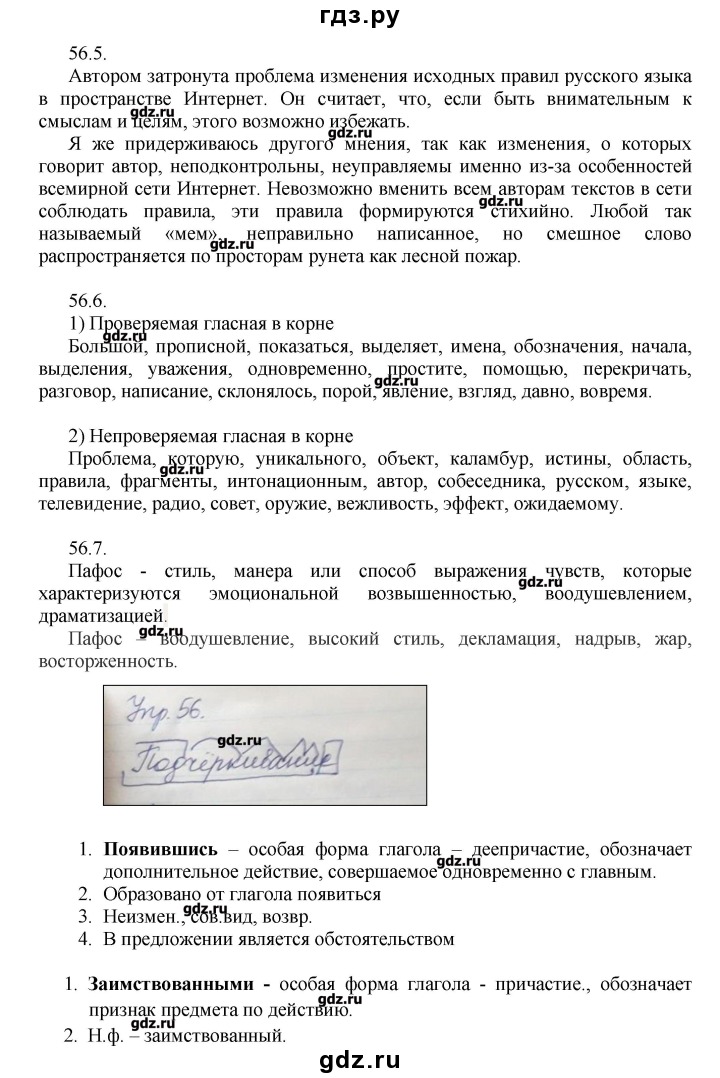 гдз.ру
56.5.
Автором затронута проблема изменения исходных правил русского языка
в пространстве Интернет. Он считает, что, если быть внимательным к
смыслам и целям, этого возможно избежать.
Я же придерживаюсь другого мнения, так как изменения, о которых
говорит автор, неподконтрольны, неуправляемы именно из-за особенностей
всемирной сети Интернет. Невозможно вменить всем авторам текстов в сети
соблюдать правила, эти правила формируются стихийно. Любой так
называемый «мем», неправильно написанное, но смешное слово
распространяется по просторам рунета как лесной пожар.
56.6.
1) Проверяемая гласная в корне
Большой, прописной, показаться, выделяет, имена, обозначения, начала,
выделения, уважения, одновременно, простите, помощью, перекричать,
разговор, написание, склонялось, порой, явление, взгляд, давно, вовремя.
2) Непроверяемая гласная в корне
Проблема, которую, уникального, объект, каламбур, истины, область,
правила, фрагменты, интонационным, автор, собеседника, русском, языке,
телевидение, радио, совет, оружие, вежливость, эффект, ожидаемому.
56.7.
Пафос - стиль, манера или способ выражения чувств, которые
характеризуются эмоциональной возвышенностью, воодушевлением,
драматизацией.
Пафос – воодушевление, высокий стиль, декламация, надрыв, жар,
восторженность.
Упр. 56.
gdz.ru
Подчёркивание
1. Появившись – особая форма глагола – деепричастие, обозначает
дополнительное действие, совершаемое одновременно с главным.
2. Образовано от глагола появиться
3. Неизмен., сов.вид, возвр.
4. В предложении является обстоятельством
1. Заимствованными - особая форма глагола - причастие., обозначает
признак предмета по действию.
2. Н.ф. – заимствованный.
gdz.ru